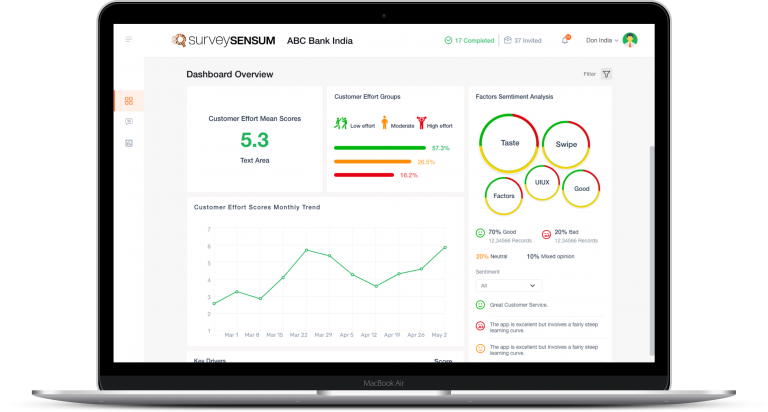 surveySENSUM
ABC Bank India
17 Completed
37 Invited
Don India
Dashboard Overview
Filter
Customer Effort Mean Scores
5.3
Text Area
Customer Effort Groups
Low effort
Moderate
High effort
57.3%
26.5%
16.2%
Factors Semtiment Analysis
Taste
Swipe
Factors
UIUX
Good
70% Good
12,34566 Records
20% Bad
12,34566 Records
20% Neutral
10% Mixed opinion
Sentiment
All
Great Customer Service.
The app is excellent but involves a fairly steep
learning curve.
The app is excellent but involves a fairly steep
learning curve.
Customer Effort Scores Monthly Trend
7
6
5
4
3
2
1
Mar 1
Mar 8
Mar 15
Mar 22
Mar 29
Apr 5
Apr 12
Apr 19
Apr 26
May 2
Key Drivers
Score
MacBook Air